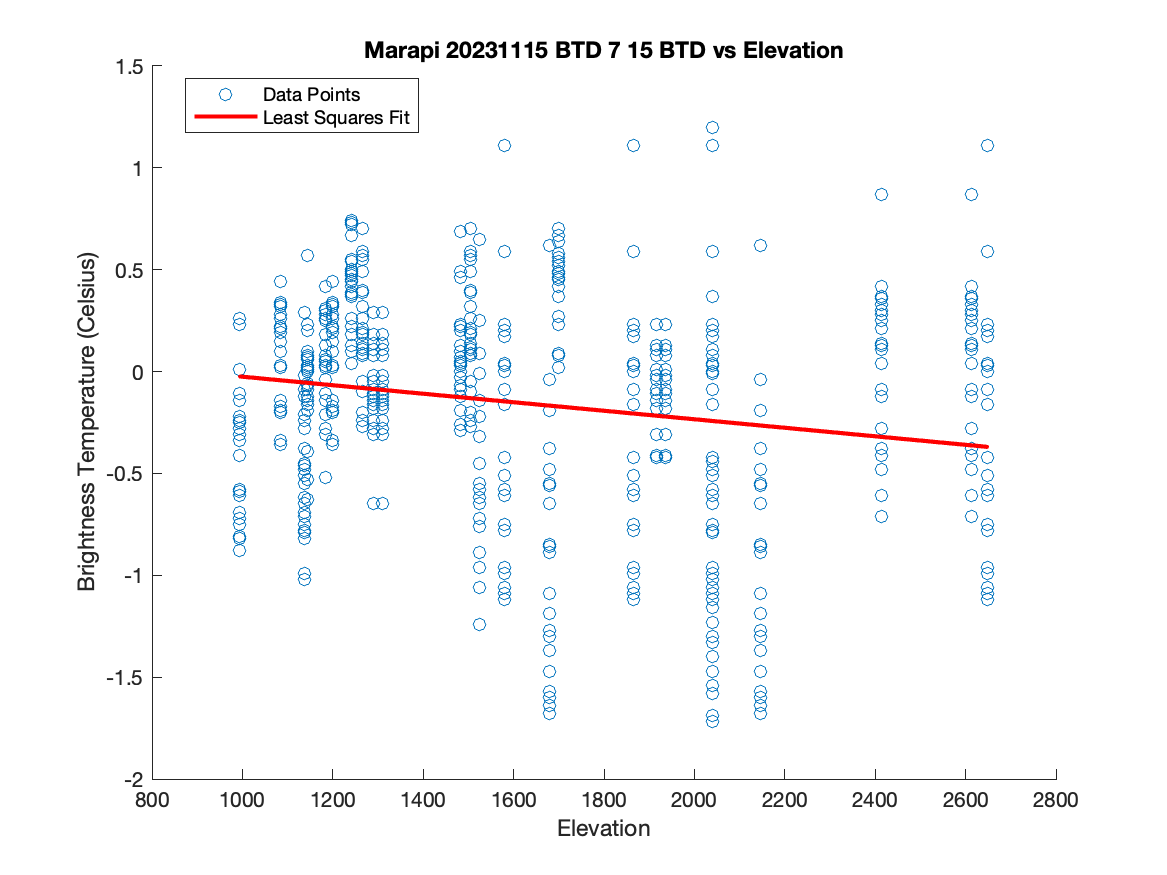 Marapi 20231115 BTD 7 15 BTD vs Elevation
Data Points
Least Squares Fit
1.5
1
0.5
0
-0.5
-1
-1.5
-2
Brightness Temperature (Celsius)
800 1000 1200 1400 1600 1800 2000 2200 2400 2600 2800
Elevation